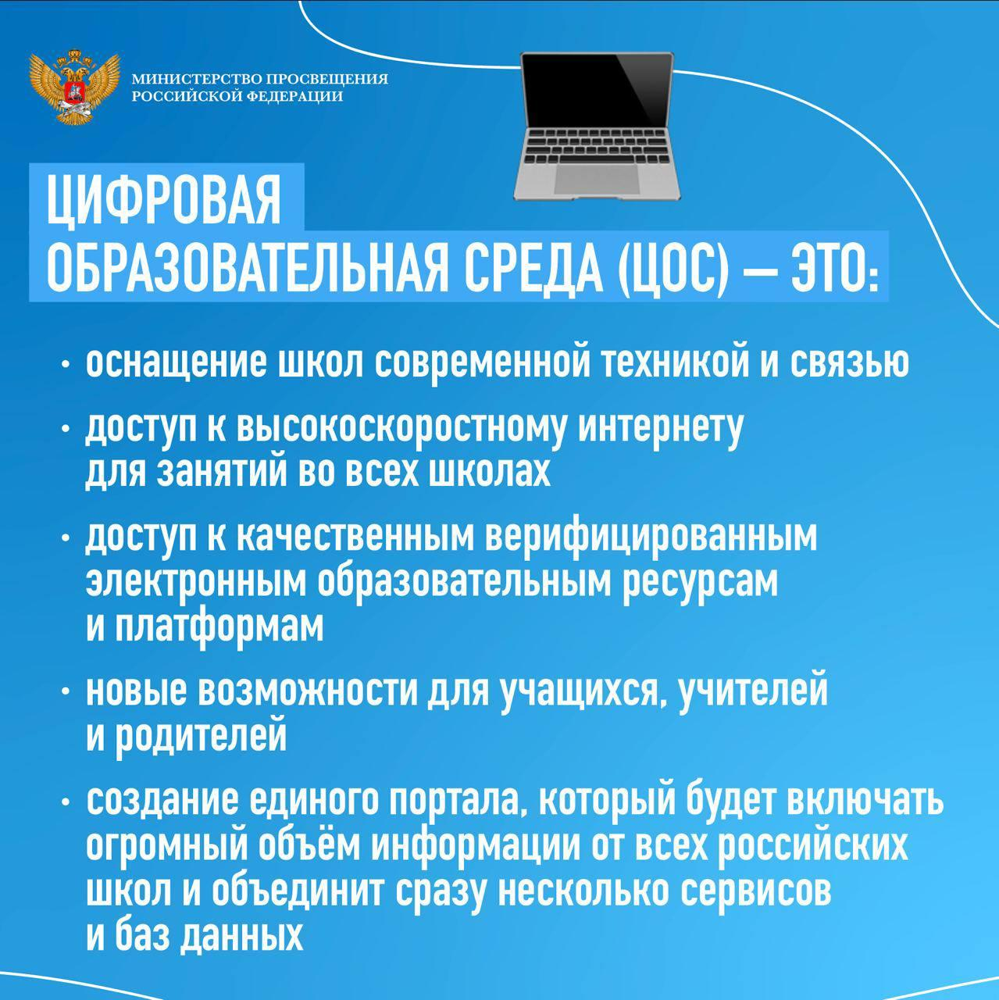 МИНИСТЕРСТВО ПРОСВЕЩЕНИЯ
РОССИЙСКОЙ ФЕДЕРАЦИИ
ЦИФРОВАЯ
ОБРАЗОВАТЕЛЬНАЯ СРЕДА (ЦОС) – ЭТО:
• оснащение школ современной техникой и связью
• доступ к высокоскоростному интернету
для занятий во всех школах
• доступ к качественным верифицированным
электронным образовательным ресурсам
и платформам
• новые возможности для учащихся, учителей
и родителей
• создание единого портала, который будет включать
огромный объём информации от всех российских
школ и объединит сразу несколько сервисов
и баз данных